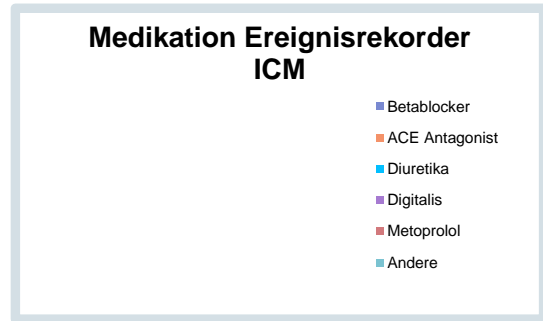 Medikation Ereignisrekorder
ICM
Betablocker
ACE Antagonist
Diuretika
Digitalis
Metoprolol
Andere